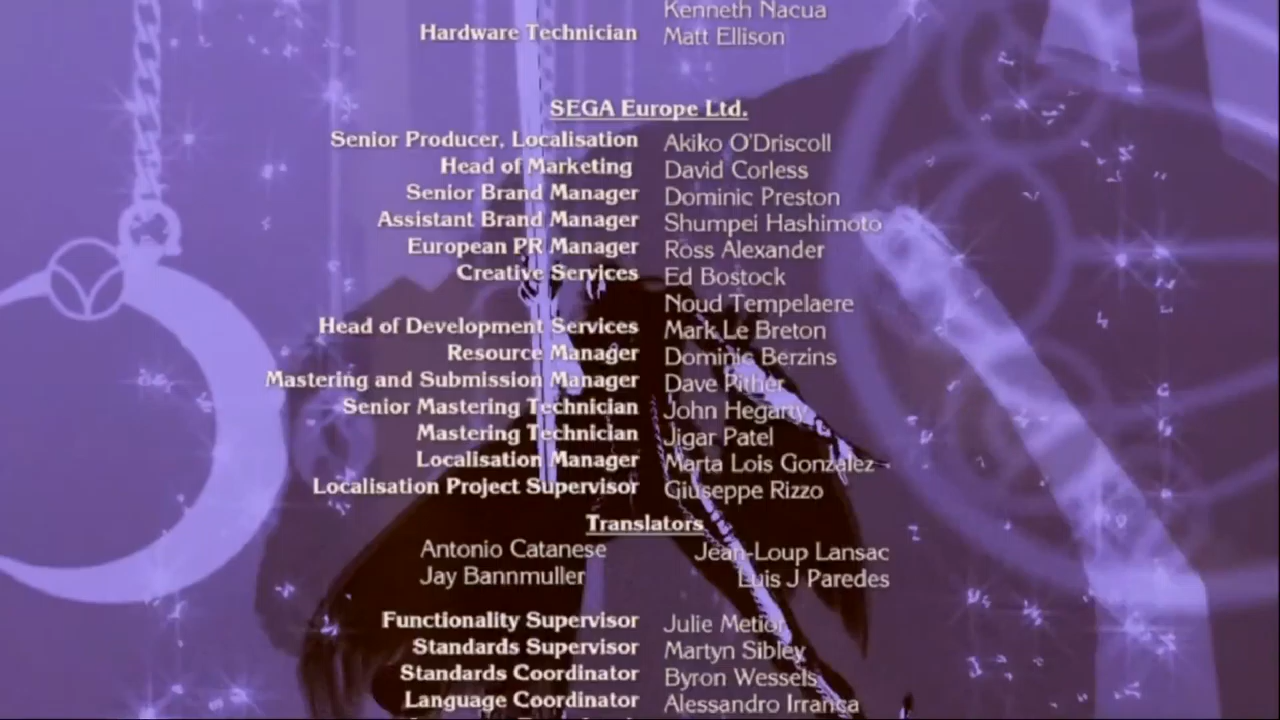 Kenneth Nacua
Hardware Technician Matt Ellison
SEGA Europe Ltd.
Senior Producer, Localisation Akiko O'Driscoll
Head of Marketing David Corless
Senior Brand Manager Dominic Preston
Assistant Brand Manager Shumpei Hashimoto
European PR Manager Ross Alexander
Creative Services Ed Bostock
Noud Tempelaere
Head of Development Services Mark Le Breton
Resource Manager Dominic Berzins
Mastering and Submission Manager Dave Pither
Senior Mastering Technician John Hegarty
Mastering Technician Jigar Patel
Localisation Manager Marta Lois Gonzalez
Localisation Project Supervisor Giuseppe Rizzo
Translators
Antonio Catanese Jean-Loup Lansac
Jay Bannmuller Luis J Paredes
Functionality Supervisor Julie Metior
Standards Supervisor Martyn Sibley
Standards Coordinator Byron Wessels
Language Coordinator Alessandro Irranca